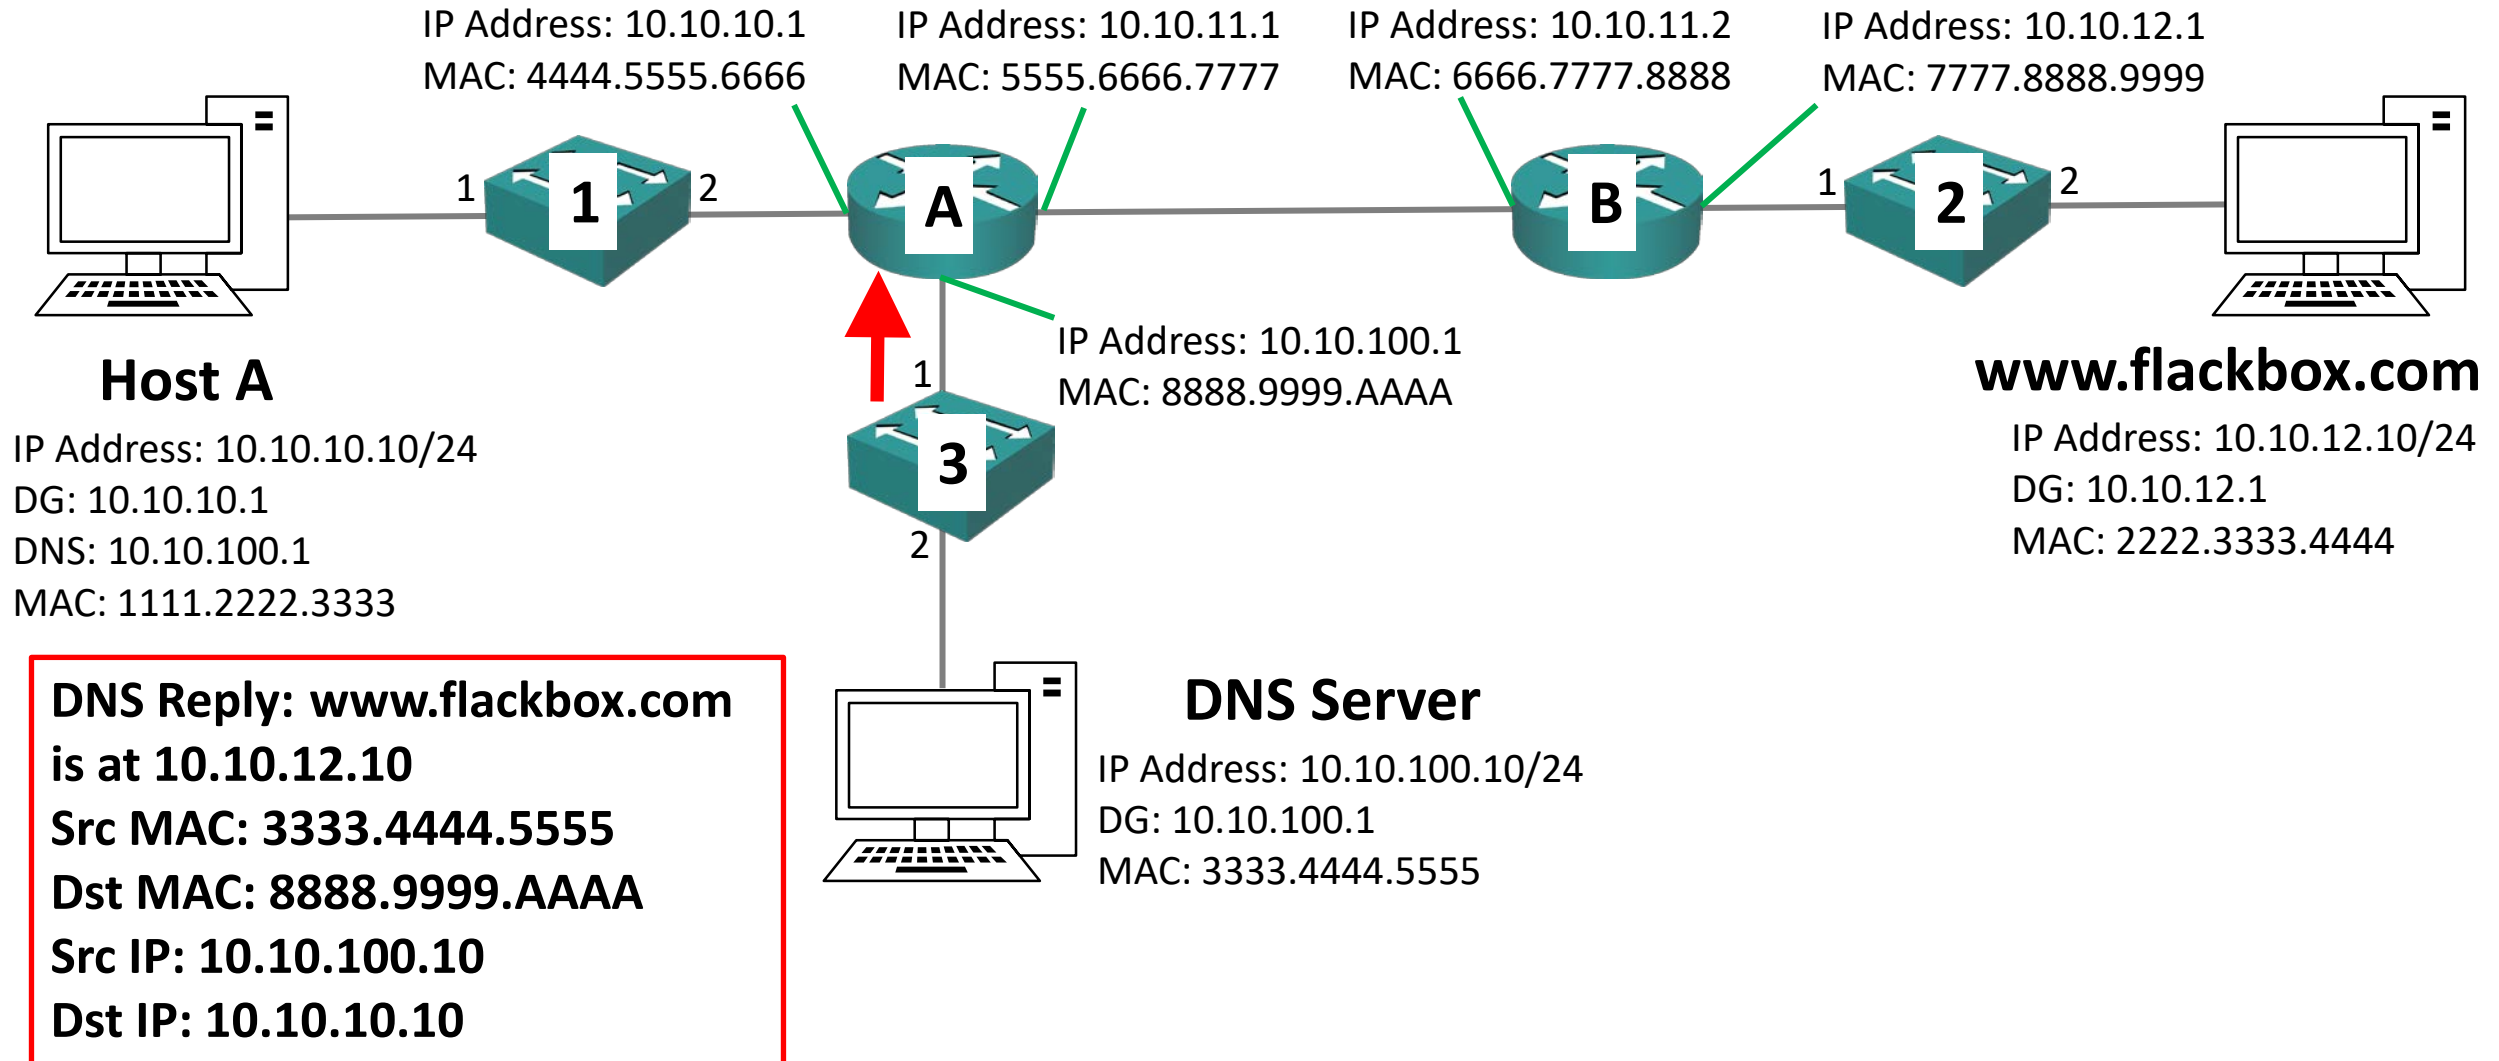 IP Address: 10.10.10.1
MAC: 4444.5555.6666
IP Address: 10.10.11.1
MAC: 5555.6666.7777
IP Address: 10.10.11.2
MAC: 6666.7777.8888
IP Address: 10.10.12.1
MAC: 7777.8888.9999
1
1
2
A
B
1
2
2
IP Address: 10.10.100.1
MAC: 8888.9999.AAAA
1
3
2
Host A
IP Address: 10.10.10.10/24
DG: 10.10.10.1
DNS: 10.10.100.1
MAC: 1111.2222.3333
www.flackbox.com
IP Address: 10.10.12.10/24
DG: 10.10.12.1
MAC: 2222.3333.4444
DNS Reply: www.flackbox.com
is at 10.10.12.10
Src MAC: 3333.4444.5555
Dst MAC: 8888.9999.AAAA
Src IP: 10.10.100.10
Dst IP: 10.10.10.10
DNS Server
IP Address: 10.10.100.10/24
DG: 10.10.100.1
MAC: 3333.4444.5555